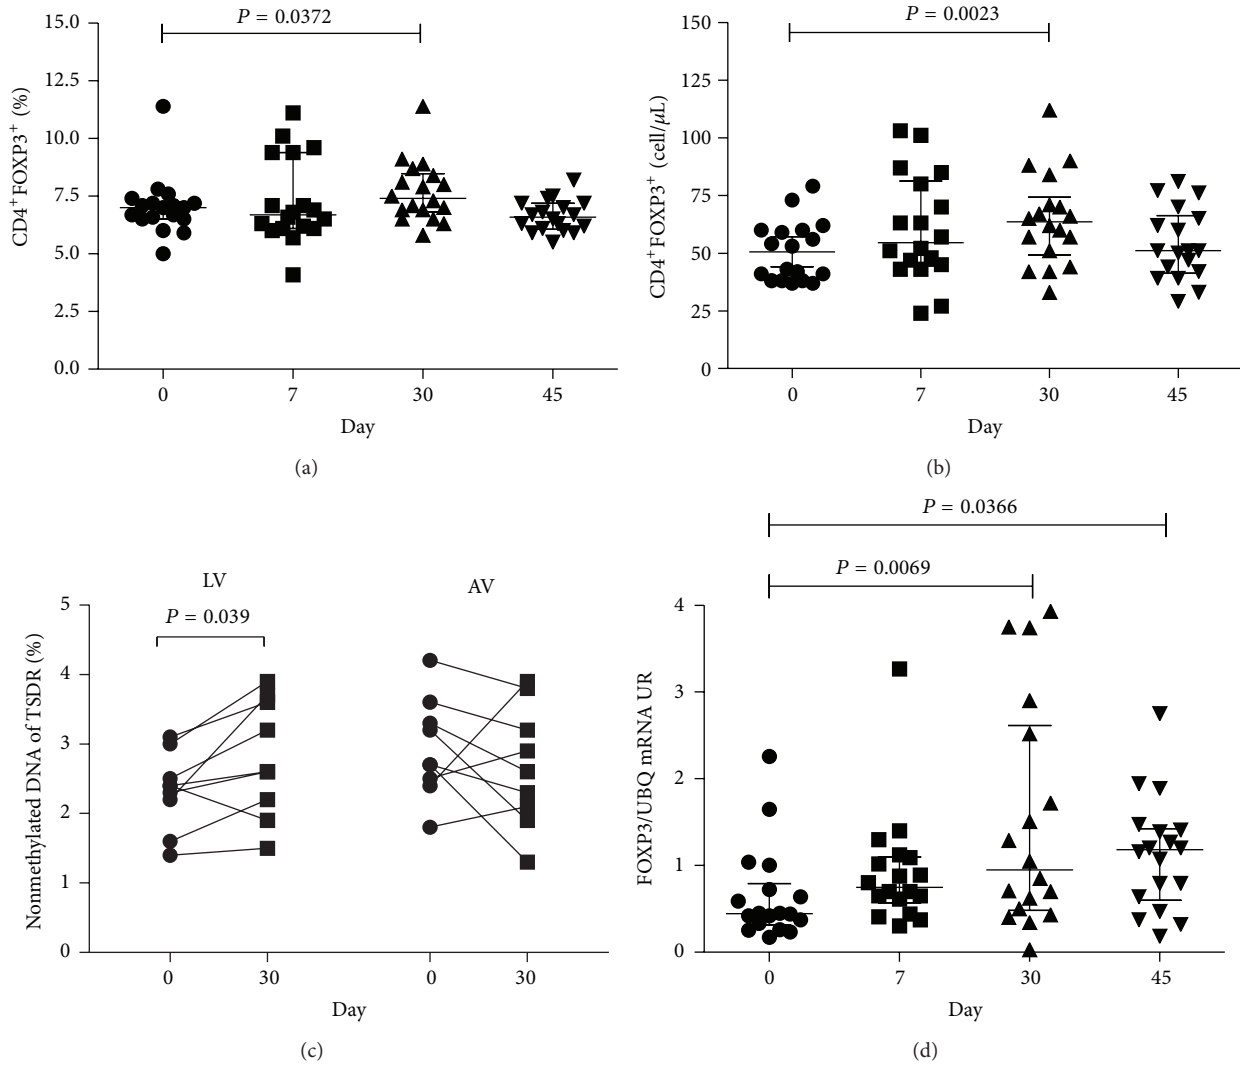 P = 0.0372
15.0
12.5
10.0
7.5
5.0
2.5
0.0
CD4+FOXP3+ (%)
0 7 30 45
Day
(a)
P = 0.0023
150
125
100
75
50
25
0
CD4+FOXP3+ (cell/μL)
0 7 30 45
Day
(b)
LV
AV
P = 0.039
5
4
3
2
1
0
Nonmethylated DNA of TSDR (%)
0 30 0 30
Day
(c)
P = 0.0366
P = 0.0069
4
3
2
1
0
FOXP3/UBQ mRNA UR
0 7 30 45
Day
(d)